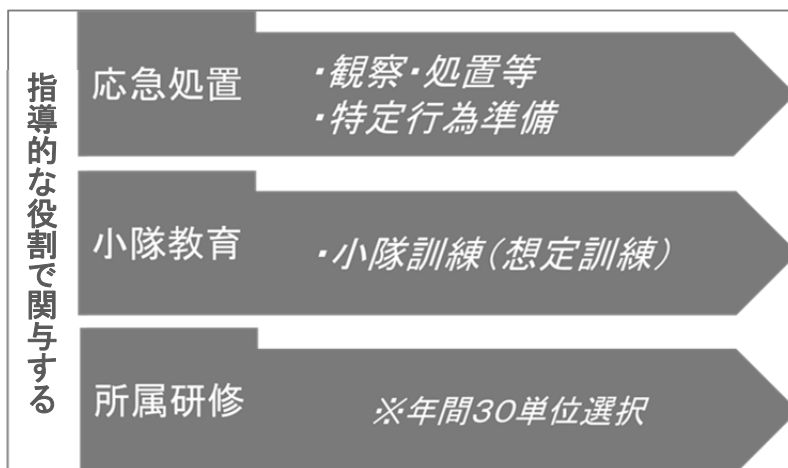 指導的な役割で関与する
応急処置
・観察・処置等
・特定行為準備
小隊教育
・小隊訓練（想定訓練）
所属研修
※年間３０単位選択